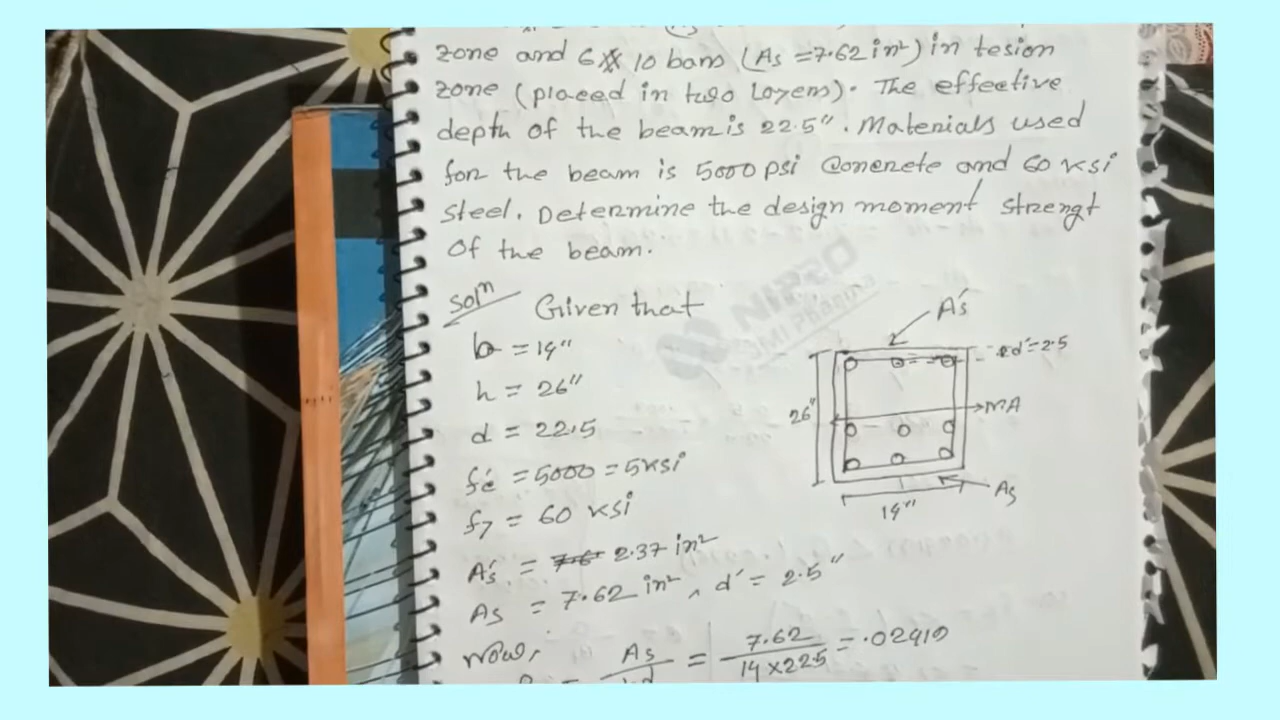 zone and 6 # 10 bars (As = 7.62 in²) in tesion
zone (placed in two Layers). The effective
depth of the beam is 22.5". Materials used
for the beam is 5000 psi Concrete and 60 ksi
steel. Determine the design moment strengt
of the beam.
Soln Given that
b = 14"
h = 26"
d = 22.5
fć = 5000 = 5 ksi
fy = 60 ksi
As' = 2.37 in²
As = 7.62 in², d' = 2.5"
Now, As = 7.62 / 14×22.5 = .02419
As'
d' = 2.5
26"
NA
As
14"